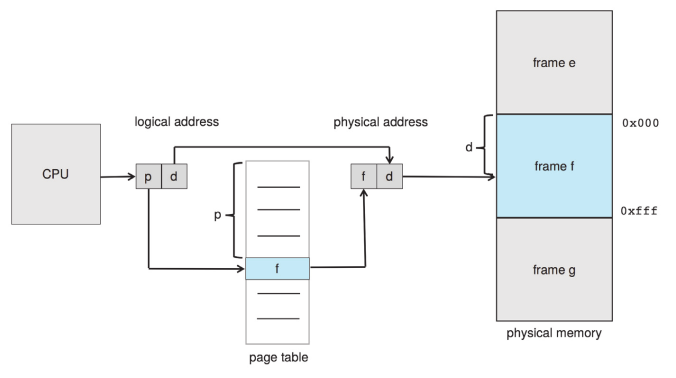 frame e
logical address
physical address
0x000
CPU
p d
f d
d
frame f
p
0xfff
f
frame g
physical memory
page table